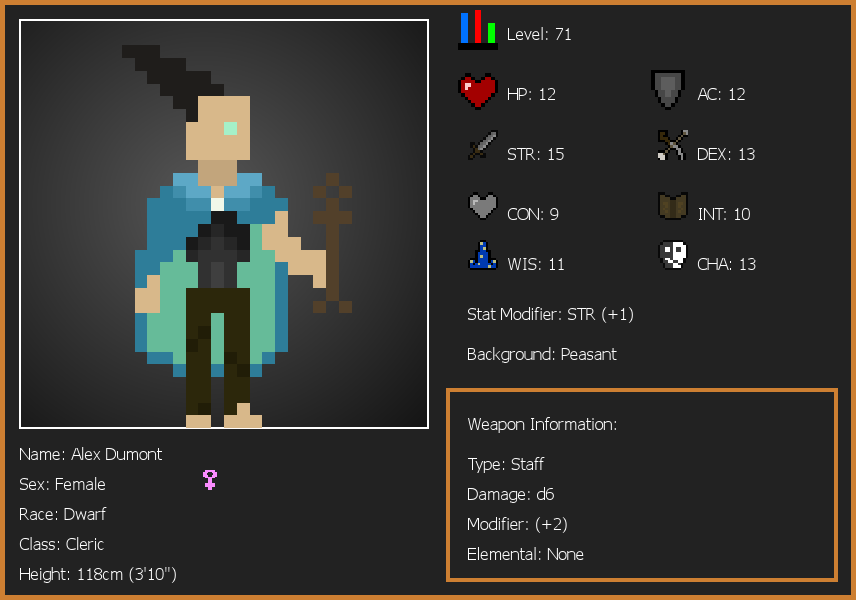 Level: 71
HP: 12
AC: 12
STR: 15
DEX: 13
CON: 9
INT: 10
WIS: 11
CHA: 13
Stat Modifier: STR (+1)
Background: Peasant
Weapon Information:
Type: Staff
Damage: d6
Modifier: (+2)
Elemental: None
Name: Alex Dumont
Sex: Female
Race: Dwarf
Class: Cleric
Height: 118cm (3'10")